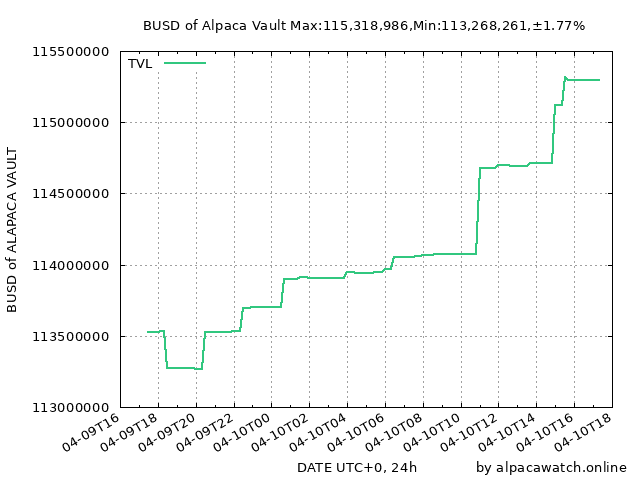 BUSD of Alpaca Vault Max:115,318,986,Min:113,268,261,±1.77%
TVL
115500000
115000000
114500000
114000000
113500000
113000000
BUSD of ALAPACA VAULT
04-09T16
04-09T18
04-09T20
04-09T22
04-10T00
04-10T02
04-10T04
04-10T06
04-10T08
04-10T10
04-10T12
04-10T14
04-10T16
04-10T18
DATE UTC+0, 24h
by alpacawatch.online